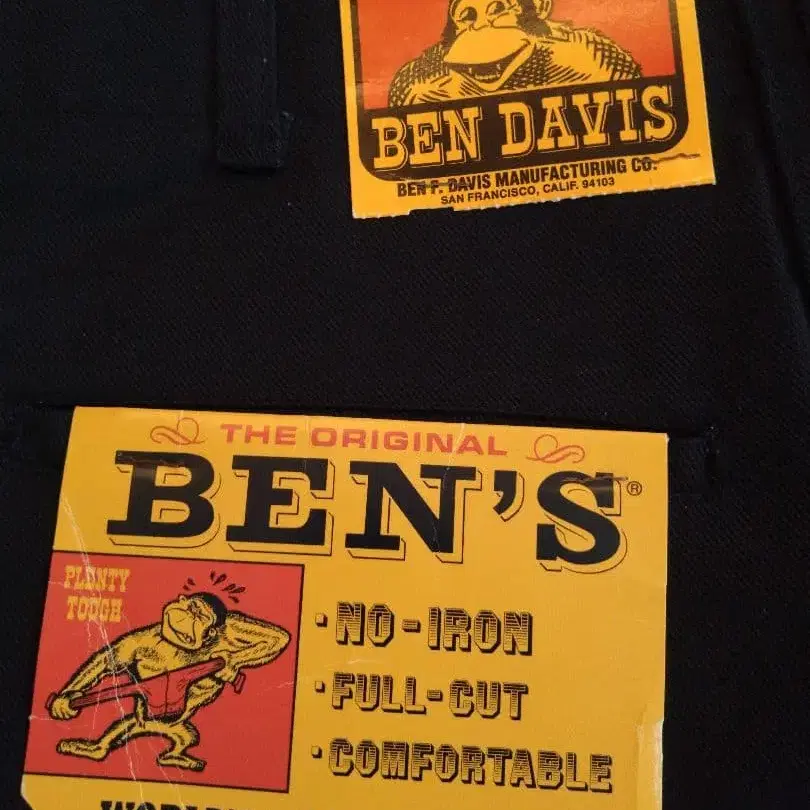 BEN DAVIS
BEN F. DAVIS MANUFACTURING CO.
SAN FRANCISCO, CALIF. 94103
THE ORIGINAL
BEN'S®
PLENTY
TOUGH
·NO-IRON
·FULL-CUT
·COMFORTABLE